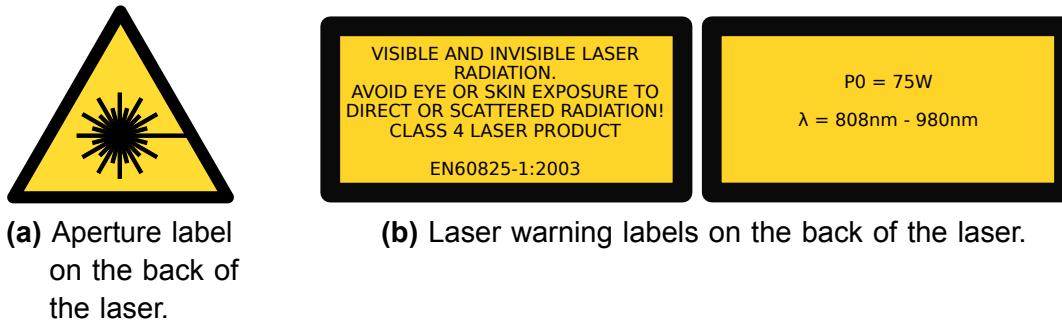 VISIBLE AND INVISIBLE LASER
RADIATION.
AVOID EYE OR SKIN EXPOSURE TO
DIRECT OR SCATTERED RADIATION!
CLASS 4 LASER PRODUCT
EN60825-1:2003
P0 = 75W
λ = 808nm - 980nm
(a) Aperture label
on the back of
the laser.
(b) Laser warning labels on the back of the laser.